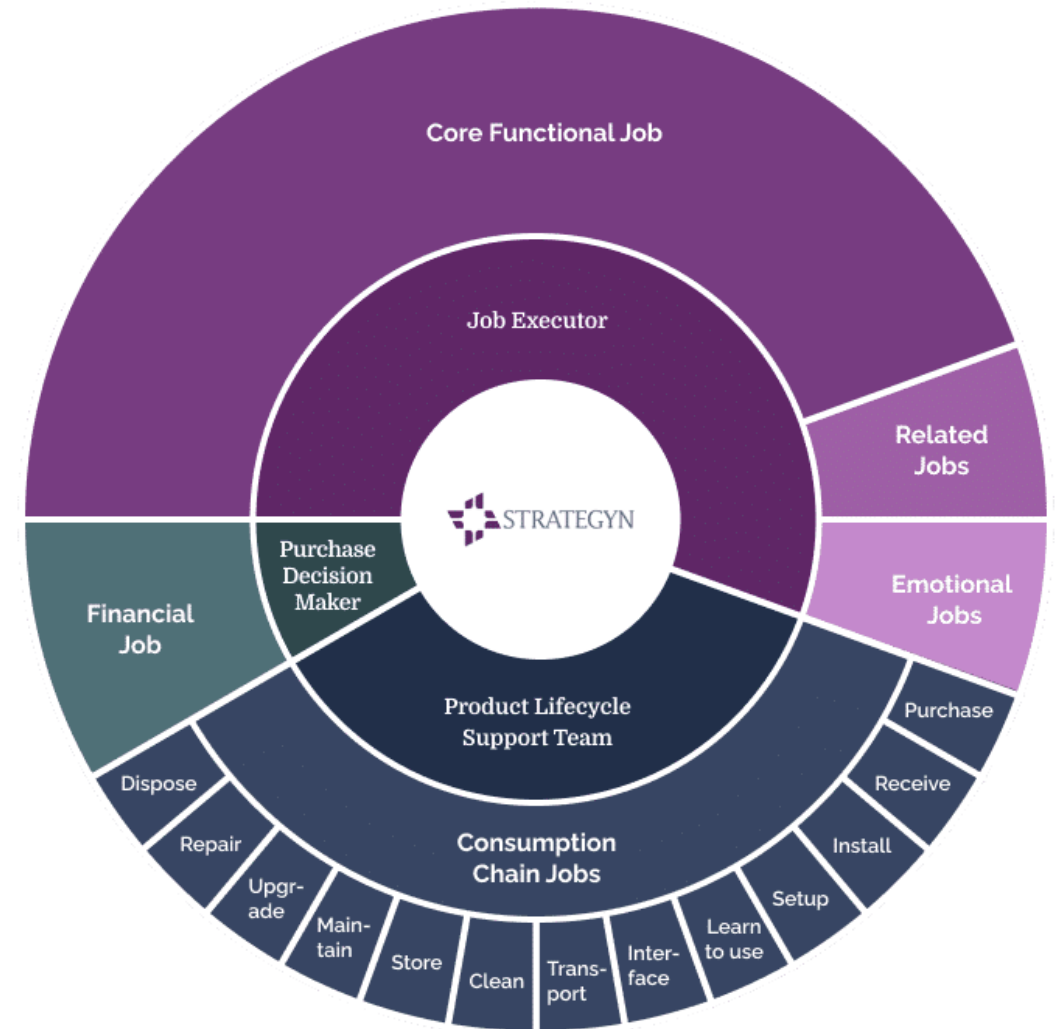 Core Functional Job
Job Executor
Related
Jobs
STRATEGYN
Purchase
Decision
Maker
Financial
Job
Emotional
Jobs
Product Lifecycle
Support Team
Consumption
Chain Jobs
Purchase
Receive
Install
Setup
Learn
to use
Inter-
face
Trans-
port
Clean
Store
Main-
tain
Upgr-
ade
Repair
Dispose